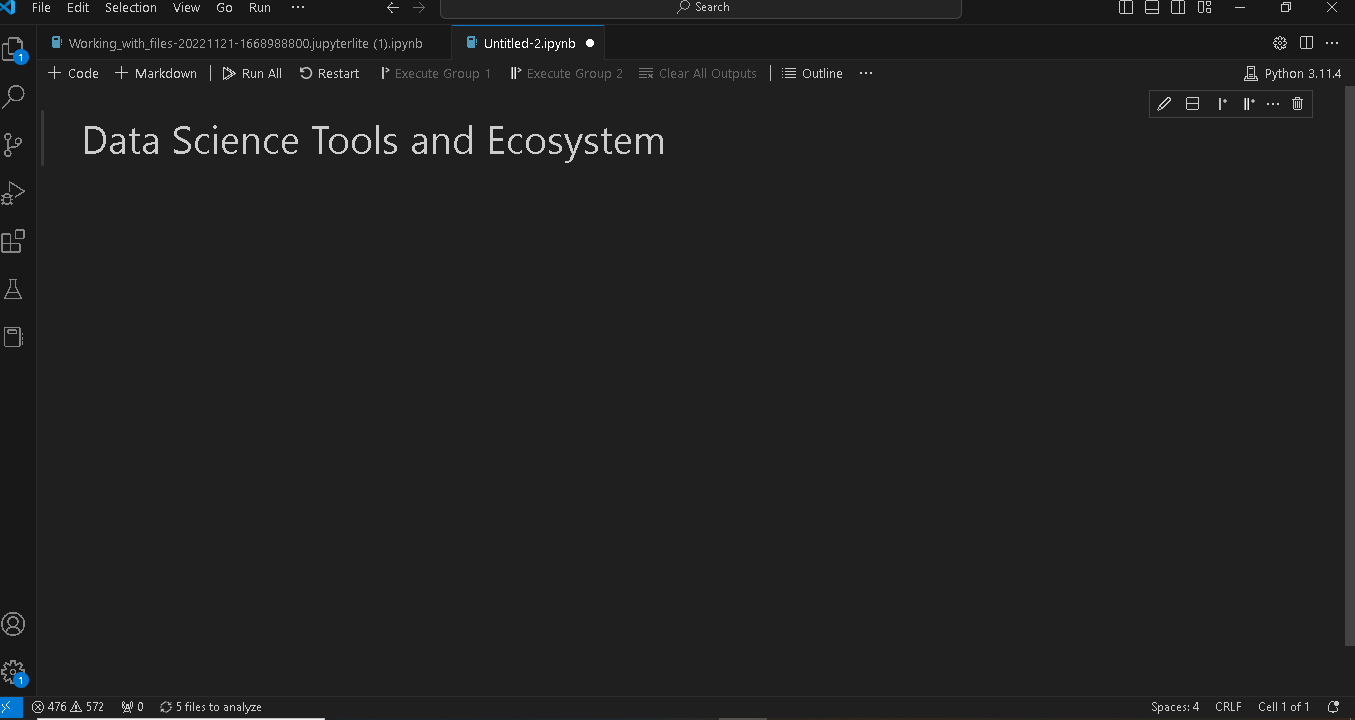 File Edit Selection View Go Run ··· Search
1 Working_with_files-20221121-1668988800.jupyterlite (1).ipynb Untitled-2.ipynb
Code Markdown Run All Restart Execute Group 1 Execute Group 2 Clear All Outputs Outline ··· Python 3.11.4
Data Science Tools and Ecosystem
1
476 572 0 5 files to analyze Spaces: 4 CRLF Cell 1 of 1